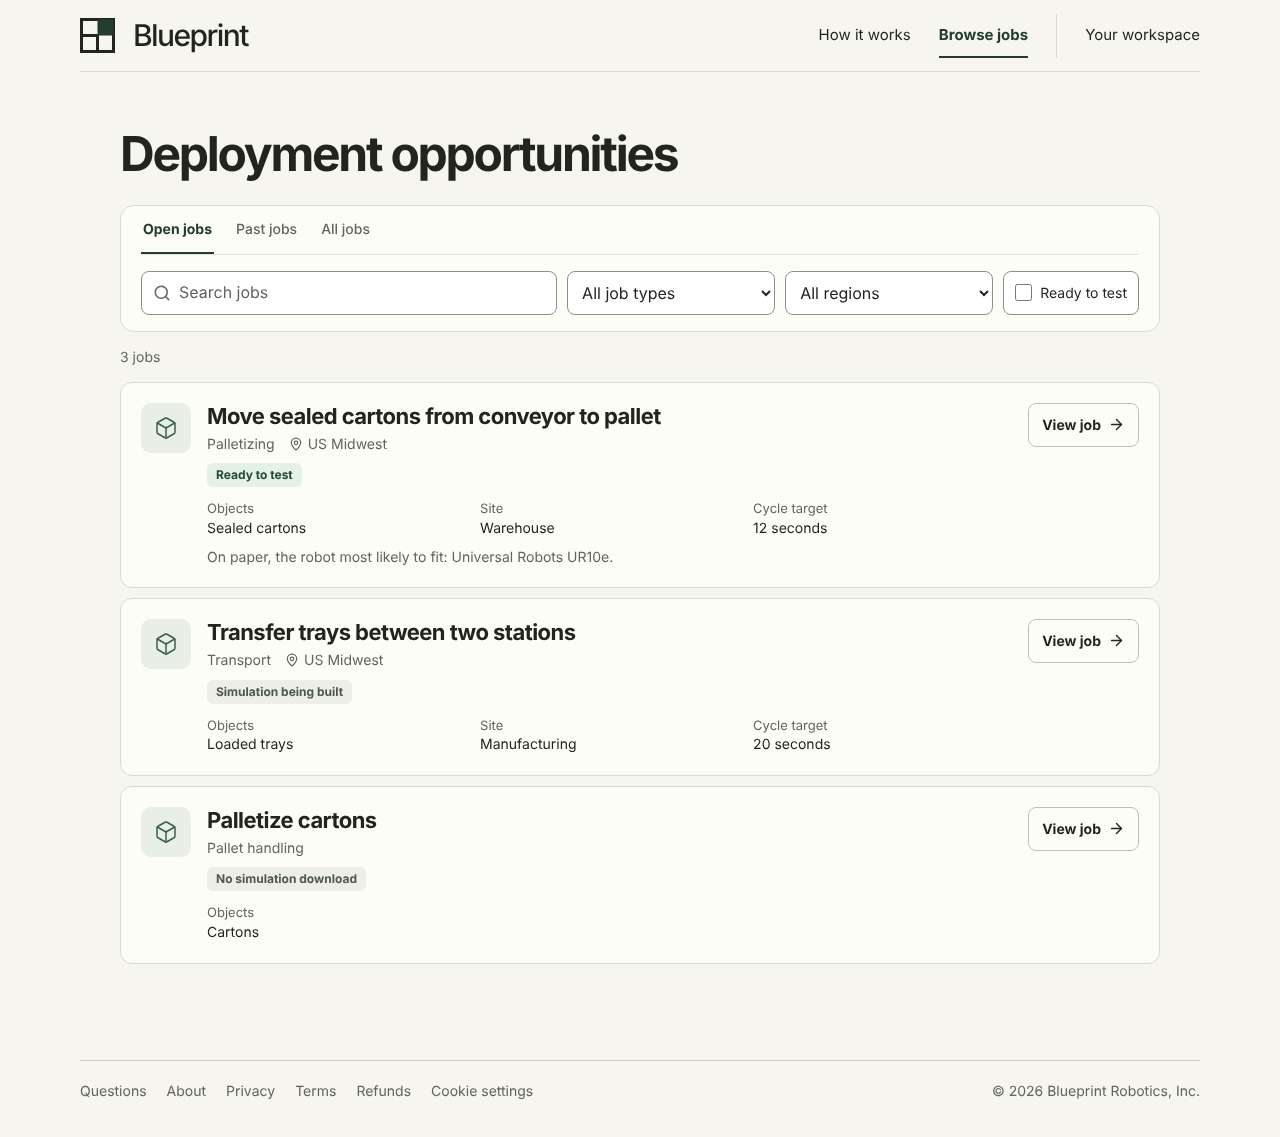 Blueprint
How it works
Browse jobs
Your workspace
Deployment opportunities
Open jobs
Past jobs
All jobs
Search jobs
All job types
All regions
Ready to test
3 jobs
Move sealed cartons from conveyor to pallet
View job
Palletizing
US Midwest
Ready to test
Objects
Sealed cartons
Site
Warehouse
Cycle target
12 seconds
On paper, the robot most likely to fit: Universal Robots UR10e.
Transfer trays between two stations
View job
Transport
US Midwest
Simulation being built
Objects
Loaded trays
Site
Manufacturing
Cycle target
20 seconds
Palletize cartons
View job
Pallet handling
No simulation download
Objects
Cartons
Questions
About
Privacy
Terms
Refunds
Cookie settings
© 2026 Blueprint Robotics, Inc.